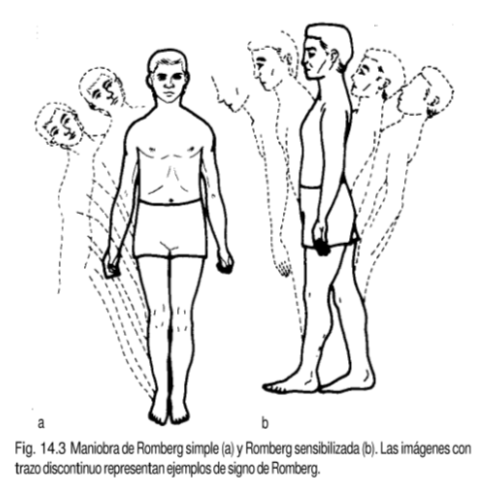 a
b
Fig. 14.3 Maniobra de Romberg simple (a) y Romberg sensibilizada (b). Las imágenes con
trazo discontinuo representan ejemplos de signo de Romberg.